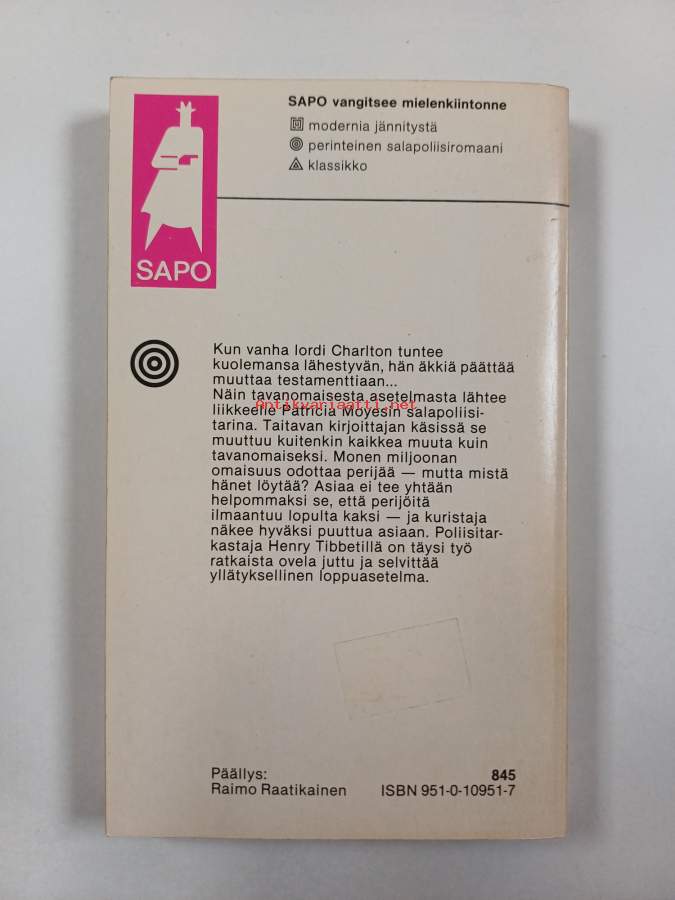 SAPO vangitsee mielenkiintonne
modernia jännitystä
perinteinen salapoliisiromaani
klassikko
SAPO
Kun vanha lordi Charlton tuntee
kuolemansa lähestyvän, hän äkkiä päättää
muuttaa testamenttiaan...
Näin tavanomaisesta asetelmasta lähtee
Antikvariaatti.net
liikkeelle Patricia Moyesin salapoliisi-
tarina. Taitavan kirjoittajan käsissä se
muuttuu kuitenkin kaikkea muuta kuin
tavanomaiseksi. Monen miljoonan
omaisuus odottaa perijää — mutta mistä
hänet löytää? Asiaa ei tee yhtään
helpommaksi se, että perijöitä
ilmaantuu lopulta kaksi — ja kuristaja
näkee hyväksi puuttua asiaan. Poliisitar-
kastaja Henry Tibbetillä on täysi työ
ratkaista ovela juttu ja selvittää
yllätyksellinen loppuasetelma.
Päällys:
Raimo Raatikainen
845
ISBN 951-0-10951-7